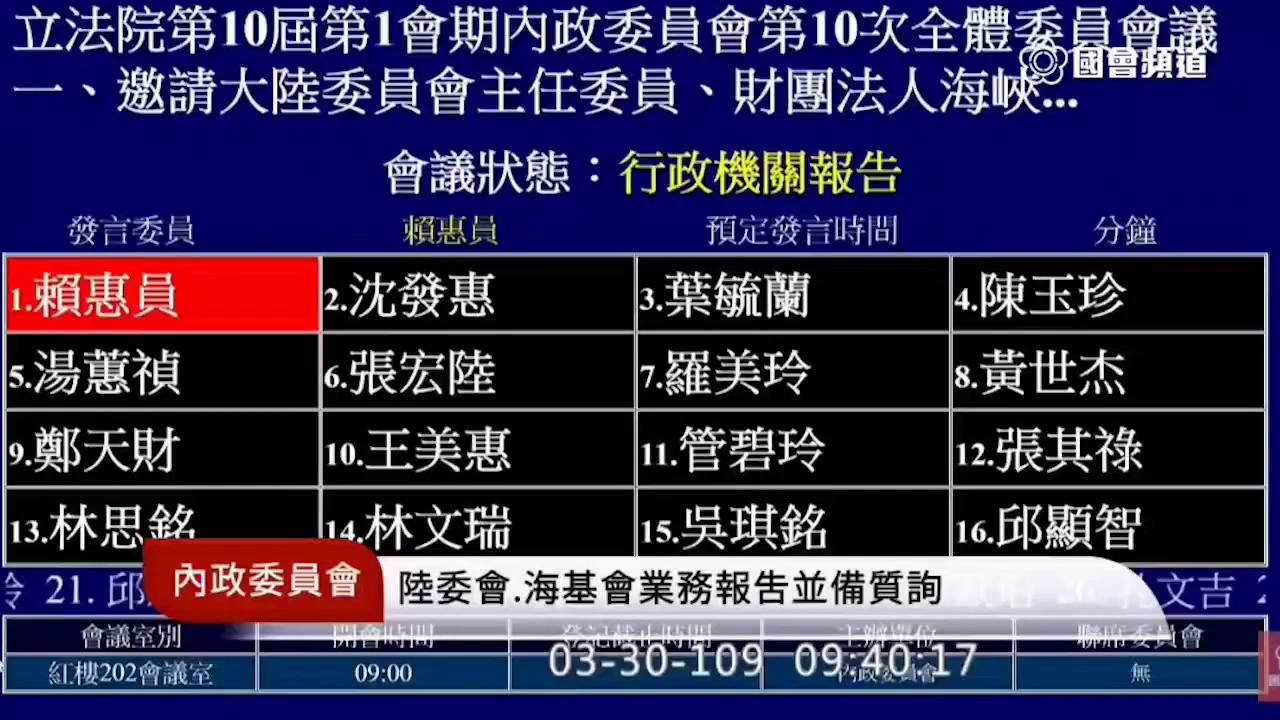 立法院第10屆第1會期內政委員會第10次全體委員會議
國會頻道
一、邀請大陸委員會主任委員、財團法人海峽...
會議狀態：行政機關報告
發言委員 賴惠員 預定發言時間 分鐘
1.賴惠員 2.沈發惠 3.葉毓蘭 4.陳玉珍
5.湯蕙禎 6.張宏陸 7.羅美玲 8.黃世杰
9.鄭天財 10.王美惠 11.管碧玲 12.張其祿
13.林思銘 14.林文瑞 15.吳琪銘 16.邱顯智
21. 邱 文吉
內政委員會 陸委會.海基會業務報告並備質詢
會議室別 開會時間 登記截止時間 主辦單位 聯席委員會
紅樓202會議室 09:00 內政委員會 無
03-30-109 09:40:17